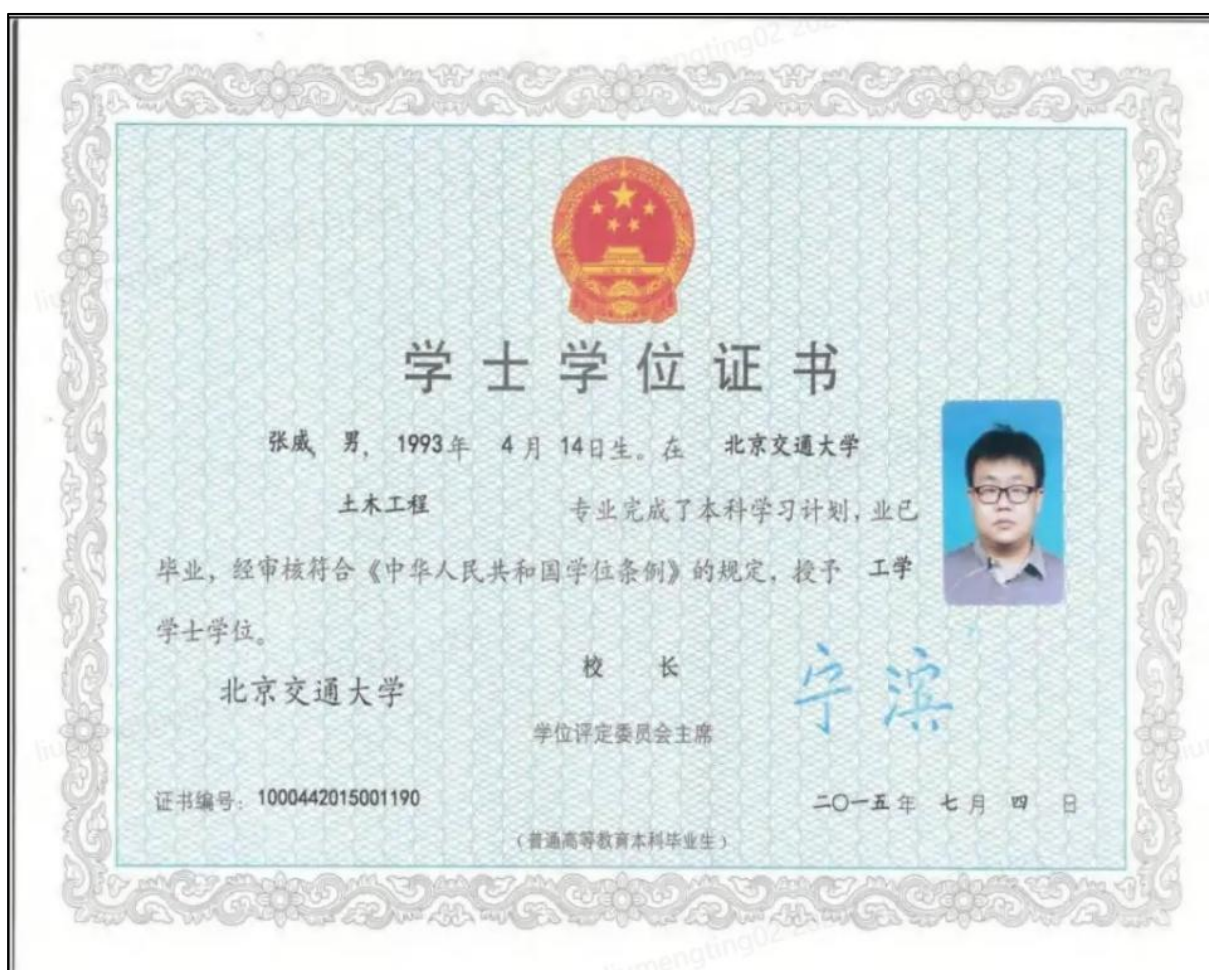 学士学位证书
张威、男，1993年 4月 14日生。在 北京交通大学
土木工程 专业完成了本科学习计划，业已
毕业，经审核符合《中华人民共和国学位条例》的规定，授予 工学
学士学位。
北京交通大学
校 长
宁滨
学位评定委员会主席
证书编号：1000442015001190
二〇一五年 七月 四 日
（普通高等教育本科毕业生）